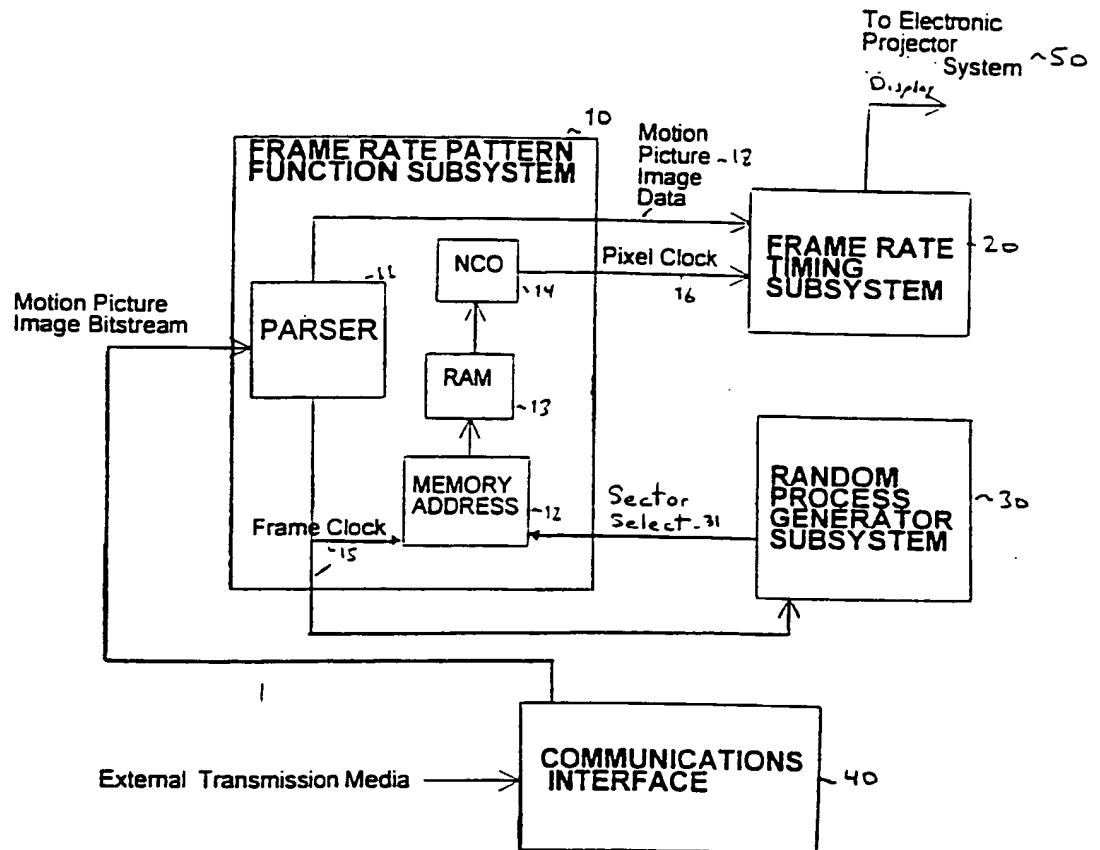 To Electronic
Projector
System ~50
Display
~10
FRAME RATE PATTERN
FUNCTION SUBSYSTEM
Motion
Picture ~18
Image
Data
NCO
~14
Pixel Clock
16
FRAME RATE
TIMING
SUBSYSTEM
~20
~11
Motion Picture
Image Bitstream
PARSER
RAM
~13
MEMORY
ADDRESS
~12
Sector
Select ~31
RANDOM
PROCESS
GENERATOR
SUBSYSTEM
~30
Frame Clock
~15
1
COMMUNICATIONS
INTERFACE
~40
External Transmission Media